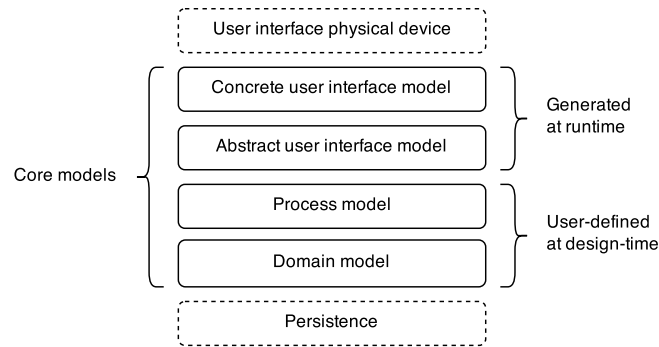 User interface physical device
Concrete user interface model
Generated
at runtime
Abstract user interface model
Core models
Process model
User-defined
at design-time
Domain model
Persistence